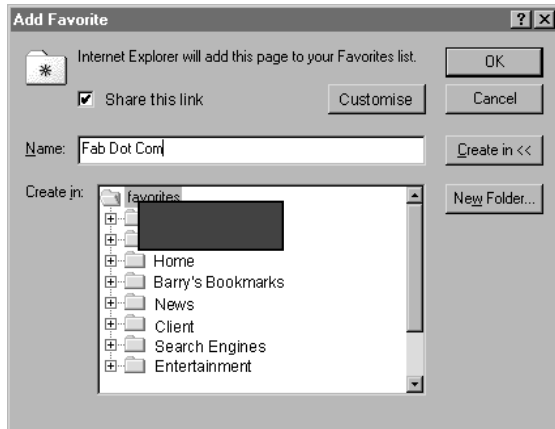 Add Favorite
Internet Explorer will add this page to your Favorites list.
OK
Share this link
Customise
Cancel
Name:
Fab Dot Com
Create in <<
Create in:
favorites
New Folder...
Home
Barry's Bookmarks
News
Client
Search Engines
Entertainment